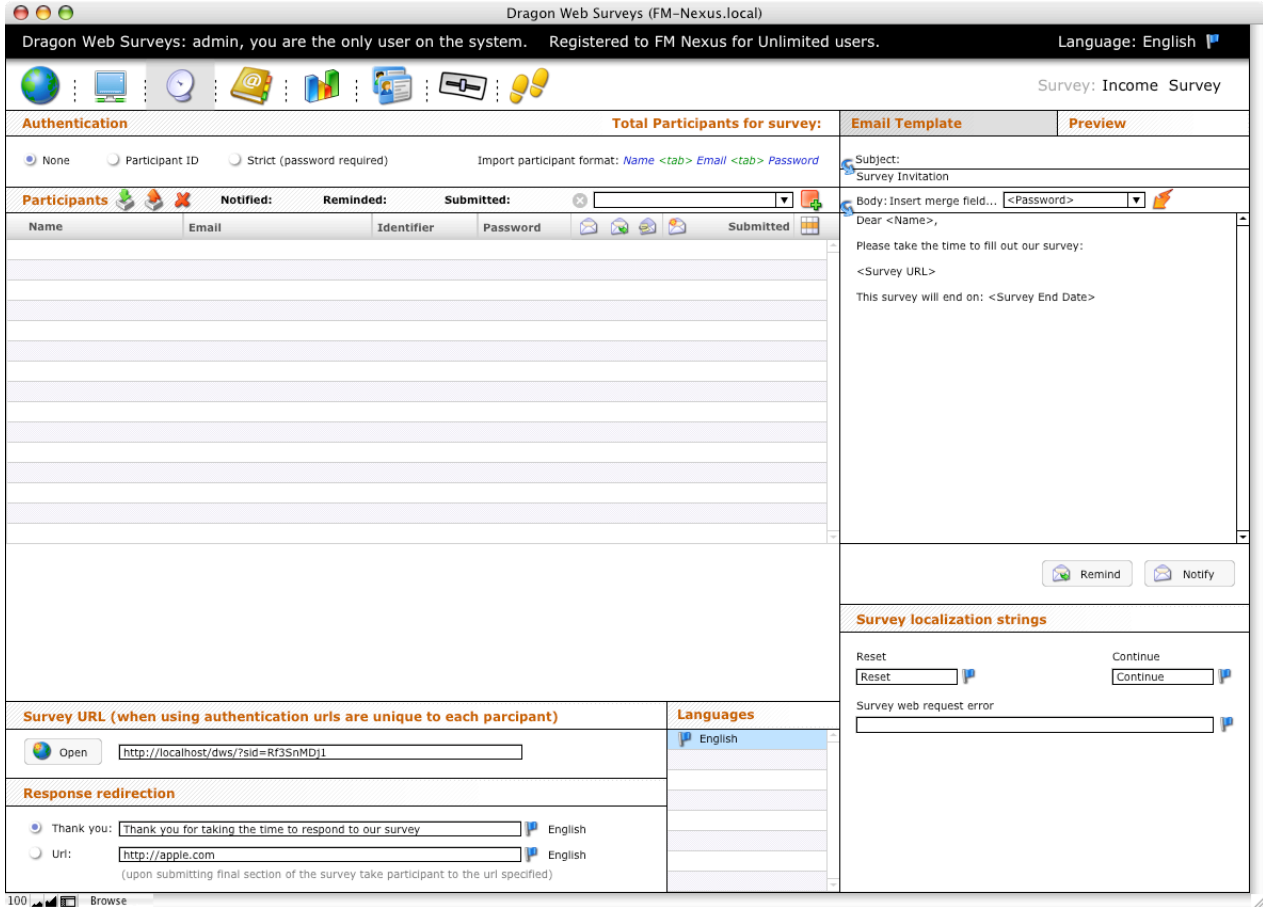 Dragon Web Surveys (FM-Nexus.local)
Dragon Web Surveys: admin, you are the only user on the system. Registered to FM Nexus for Unlimited users. Language: English
Survey: Income Survey
Authentication Total Participants for survey: Email Template Preview
None Participant ID Strict (password required) Import participant format: Name <tab> Email <tab> Password
Subject:
Survey Invitation
Participants Notified: Reminded: Submitted:
Body: Insert merge field... <Password>
Name Email Identifier Password Submitted
Dear <Name>,
Please take the time to fill out our survey:
<Survey URL>
This survey will end on: <Survey End Date>
Remind Notify
Survey localization strings
Reset Continue
Reset Continue
Survey web request error
Survey URL (when using authentication urls are unique to each parcipant) Languages
English
Open http://localhost/dws/?sid=Rf3SnMDj1
Response redirection
Thank you: Thank you for taking the time to respond to our survey English
Url: http://apple.com English
(upon submitting final section of the survey take participant to the url specified)
100 Browse